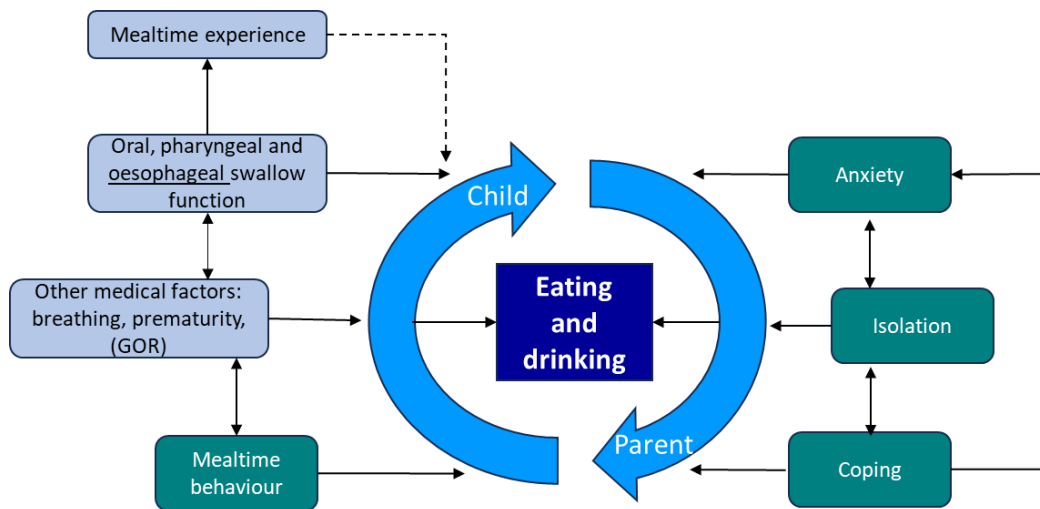 Mealtime experience
Oral, pharyngeal and
oesophageal swallow
function
Other medical factors:
breathing, prematurity,
(GOR)
Mealtime
behaviour
Child
Eating
and
drinking
Parent
Anxiety
Isolation
Coping